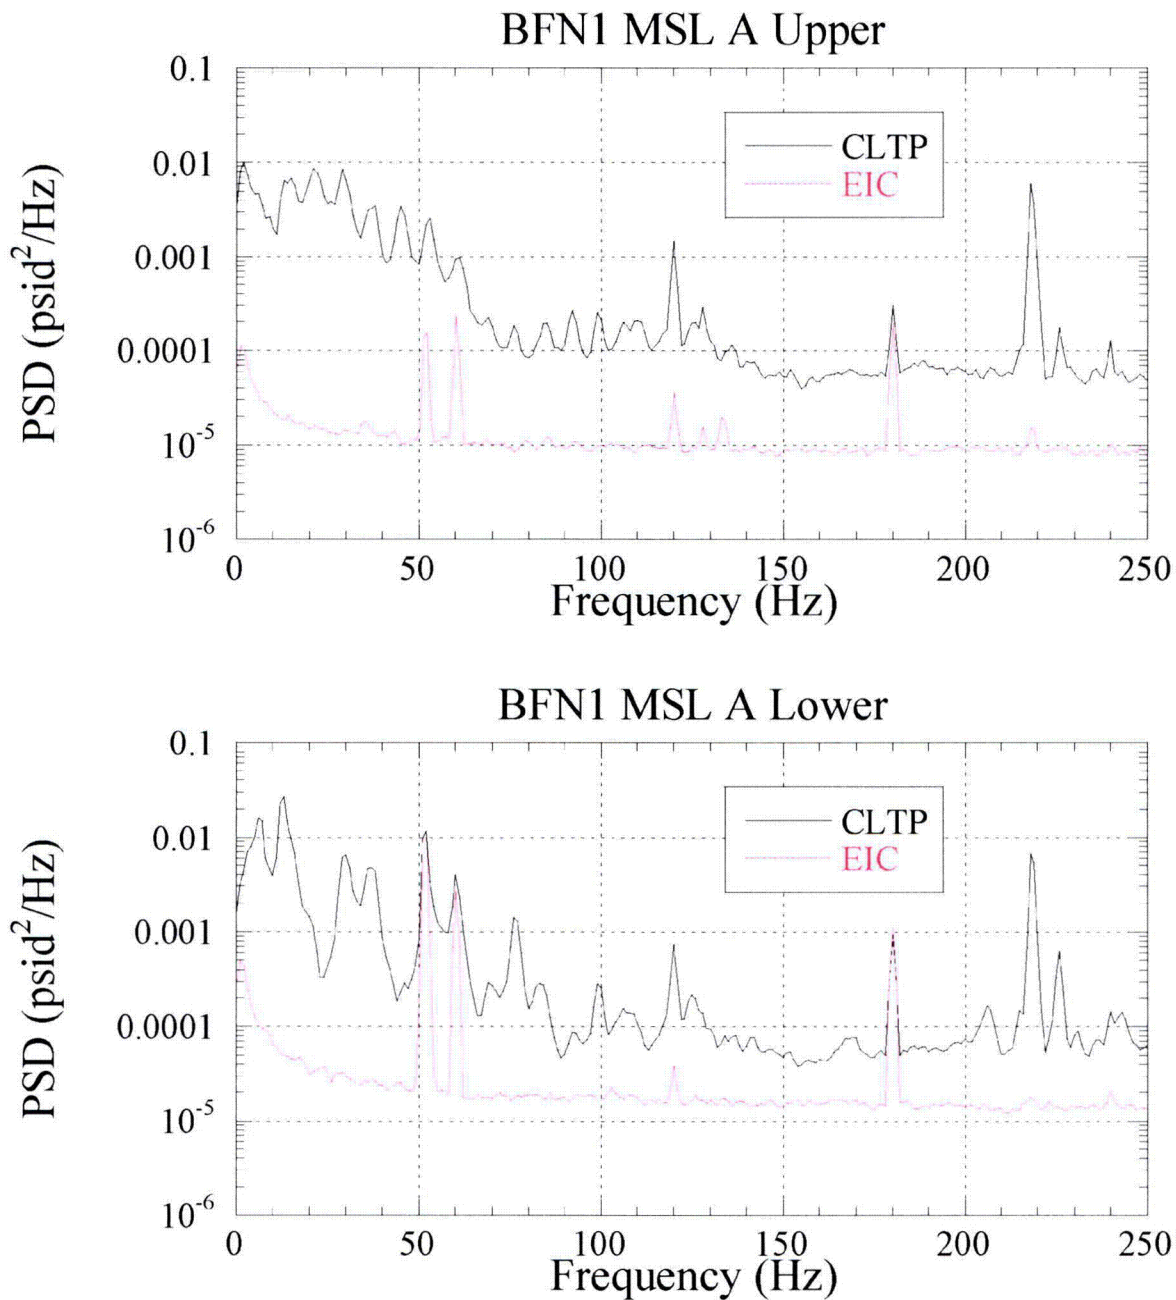 BFN1 MSL A Upper
PSD (psid²/Hz)
0.1
0.01
0.001
0.0001
10⁻⁵
10⁻⁶
CLTP
EIC
0 50 100 150 200 250
Frequency (Hz)
BFN1 MSL A Lower
PSD (psid²/Hz)
0.1
0.01
0.001
0.0001
10⁻⁵
10⁻⁶
CLTP
EIC
0 50 100 150 200 250
Frequency (Hz)